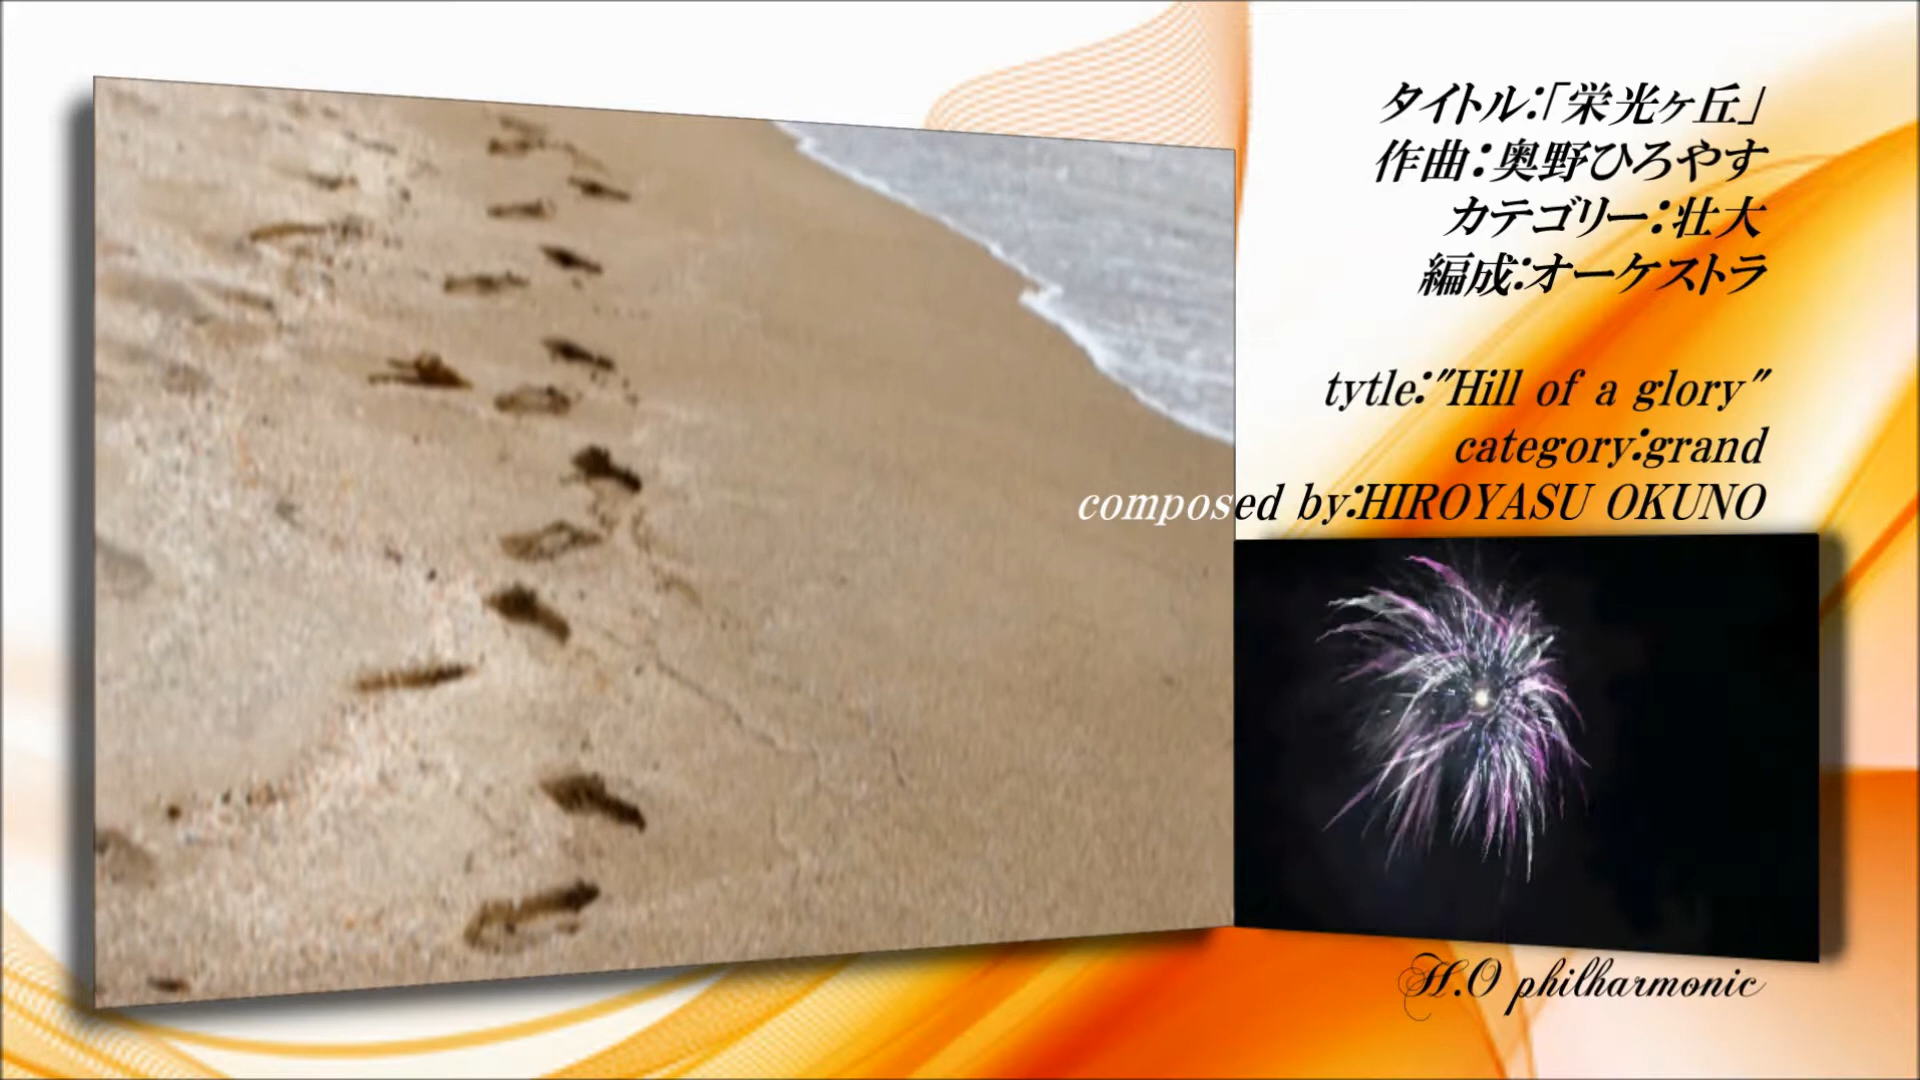 タイトル:「栄光ヶ丘」
作曲:奥野ひろやす
カテゴリー:壮大
編成:オーケストラ
tytle:"Hill of a glory"
category:grand
composed by:HIROYASU OKUNO
H.O philharmonic